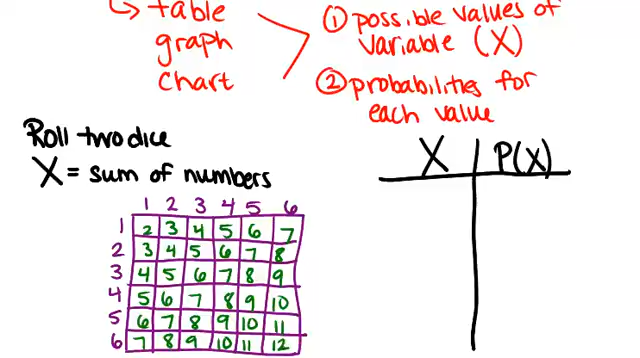 ↳ table
graph
chart
① possible values of
variable (X)
② probabilities for
each value
Roll two dice
X = sum of numbers
1 2 3 4 5 6
1 2 3 4 5 6 7
2 3 4 5 6 7 8
3 4 5 6 7 8 9
4 5 6 7 8 9 10
5 6 7 8 9 10 11
6 7 8 9 10 11 12
X P(X)